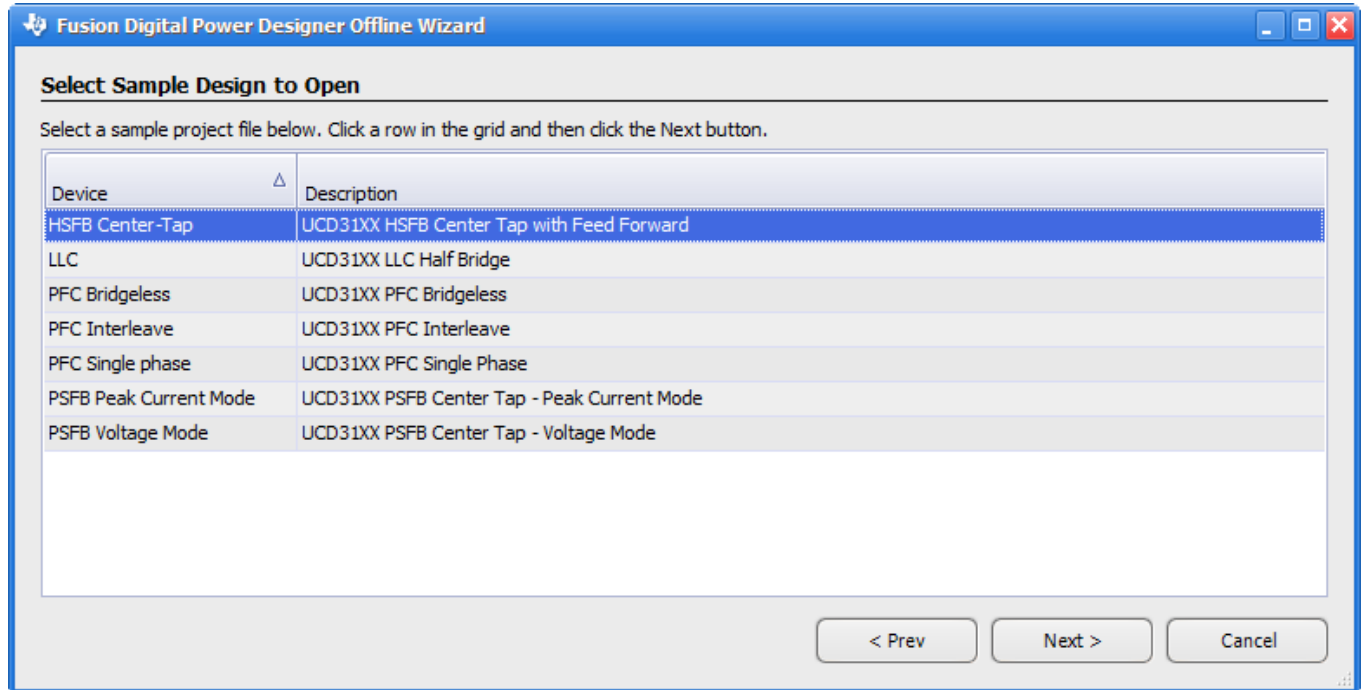 Fusion Digital Power Designer Offline Wizard
Select Sample Design to Open
Select a sample project file below. Click a row in the grid and then click the Next button.
Device Description
HSFB Center-Tap UCD31XX HSFB Center Tap with Feed Forward
LLC UCD31XX LLC Half Bridge
PFC Bridgeless UCD31XX PFC Bridgeless
PFC Interleave UCD31XX PFC Interleave
PFC Single phase UCD31XX PFC Single Phase
PSFB Peak Current Mode UCD31XX PSFB Center Tap - Peak Current Mode
PSFB Voltage Mode UCD31XX PSFB Center Tap - Voltage Mode
< Prev Next > Cancel